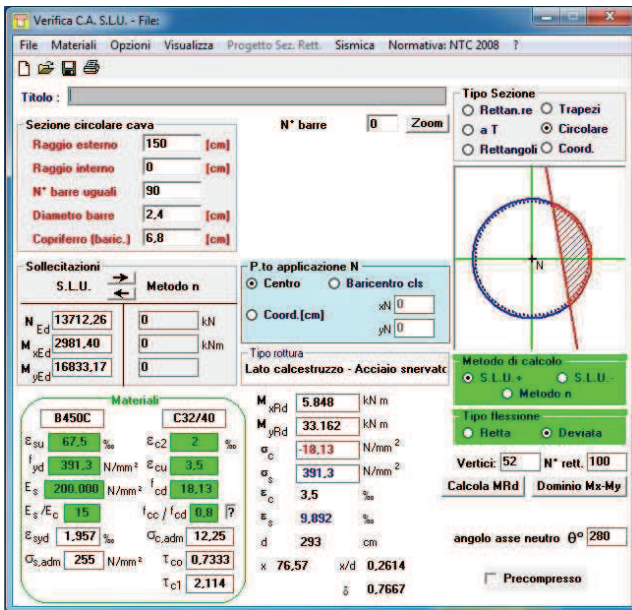 Verifica C.A. S.L.U. - File:
File Materiali Opzioni Visualizza Progetto Sez. Rett. Sismica Normativa: NTC 2008 ?
Titolo :
Tipo Sezione
Rettan.re Trapezi
a T Circolare
Rettangoli Coord.
Sezione circolare cava
Raggio esterno 150 [cm]
Raggio interno 0 [cm]
N° barre uguali 90
Diametro barre 2,4 [cm]
Copriferro (baric.) 6,8 [cm]
N° barre 0 Zoom
N
Sollecitazioni
S.L.U. Metodo n
N Ed 13712,26 0 kN
M xEd 2981,40 0 kNm
M yEd 16833,17 0
P.to applicazione N
Centro Baricentro cls
Coord.[cm] xN 0
yN 0
Tipo rottura
Lato calcestruzzo - Acciaio snervato
Metodo di calcolo
S.L.U.+ S.L.U.-
Metodo n
Tipo flessione
Retta Deviata
Vertici: 52 N° rett. 100
Calcola MRd Dominio Mx-My
angolo asse neutro θ° 280
Precompresso
Materiali
B450C C32/40
εsu 67,5 ‰ εc2 2 ‰
fyd 391,3 N/mm² εcu 3,5
Es 200.000 N/mm² fcd 18,13
Es/Ec 15 fcc / fcd 0,8 ?
εsyd 1,957 ‰ σc,adm 12,25
σs,adm 255 N/mm² τco 0,7333
τc1 2,114
M xRd 5.848 kN m
M yRd 33.162 kN m
σc -18,13 N/mm²
σs 391,3 N/mm²
εc 3,5 ‰
εs 9,892 ‰
d 293 cm
x 76,57 x/d 0,2614
δ 0,7667